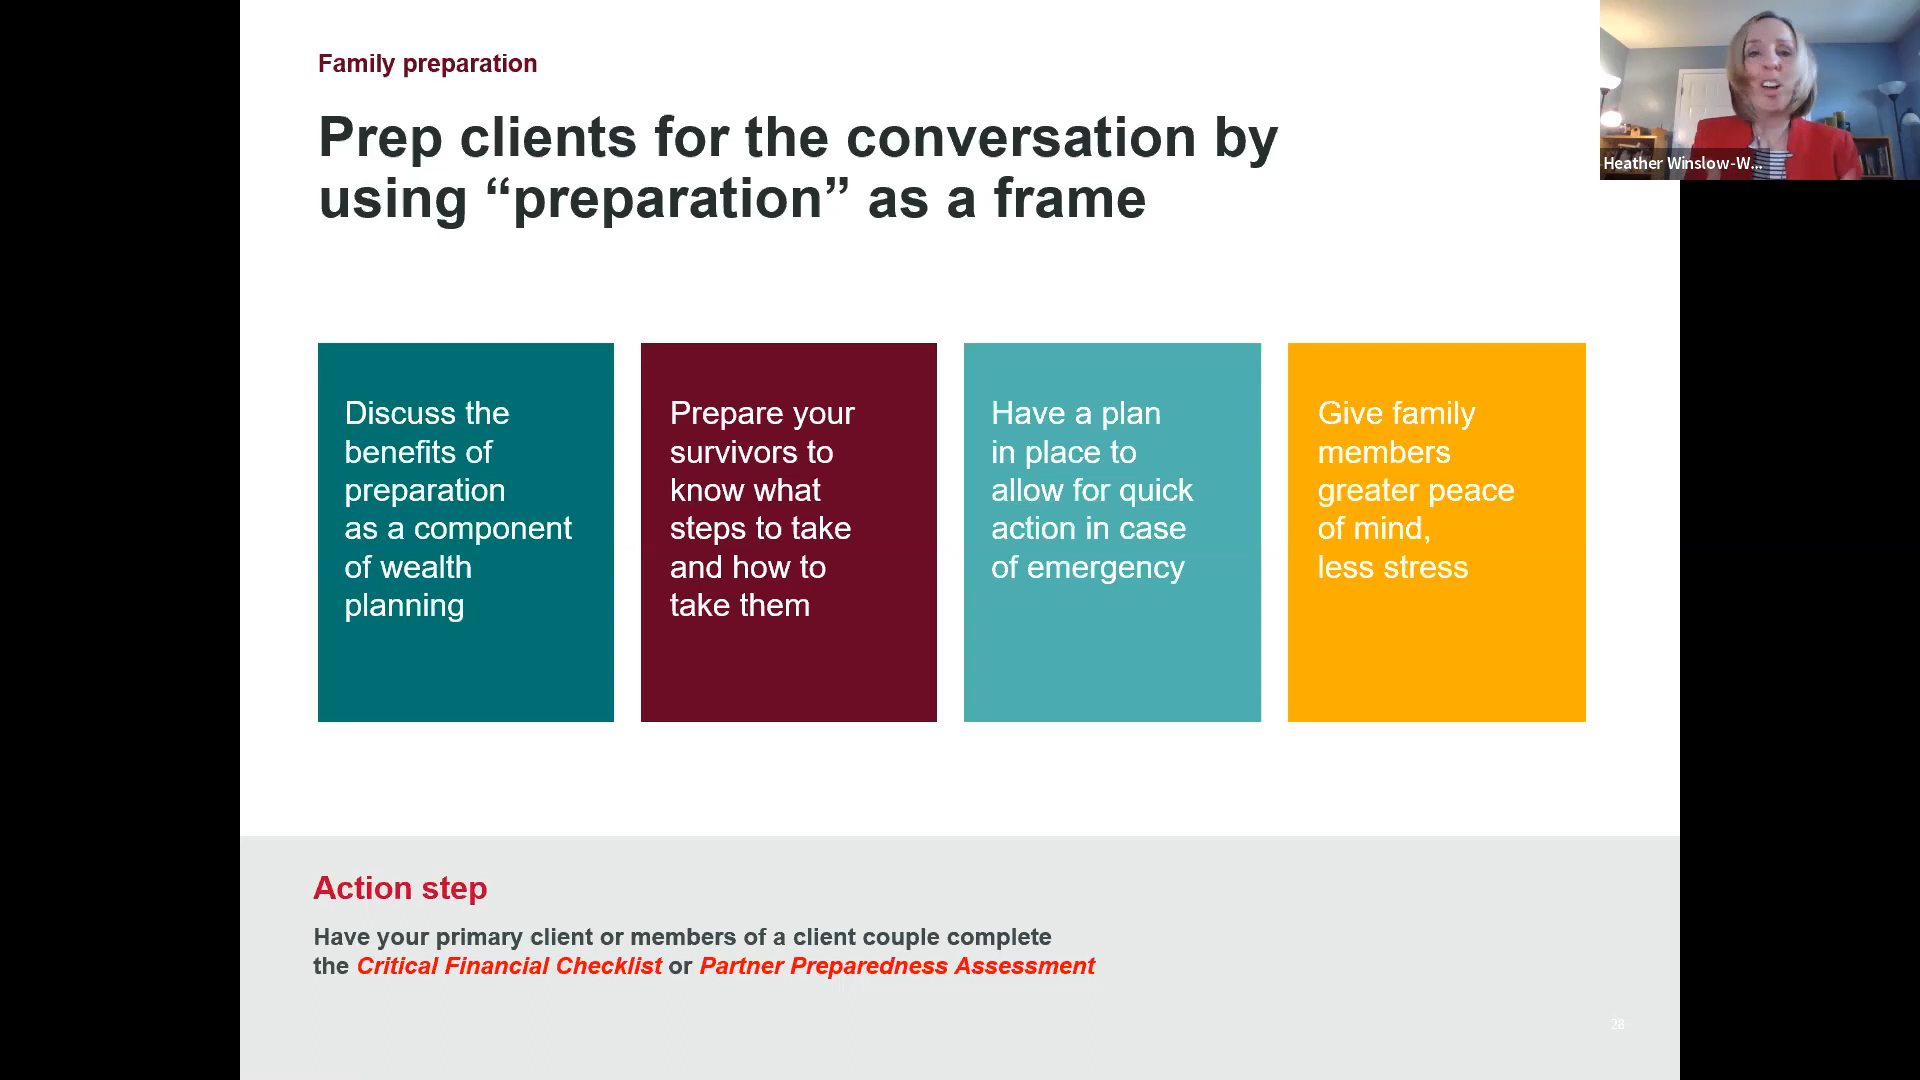 Family preparation
Prep clients for the conversation by
using “preparation” as a frame
Heather Winslow-W...
Discuss the
benefits of
preparation
as a component
of wealth
planning
Prepare your
survivors to
know what
steps to take
and how to
take them
Have a plan
in place to
allow for quick
action in case
of emergency
Give family
members
greater peace
of mind,
less stress
Action step
Have your primary client or members of a client couple complete
the Critical Financial Checklist or Partner Preparedness Assessment
28